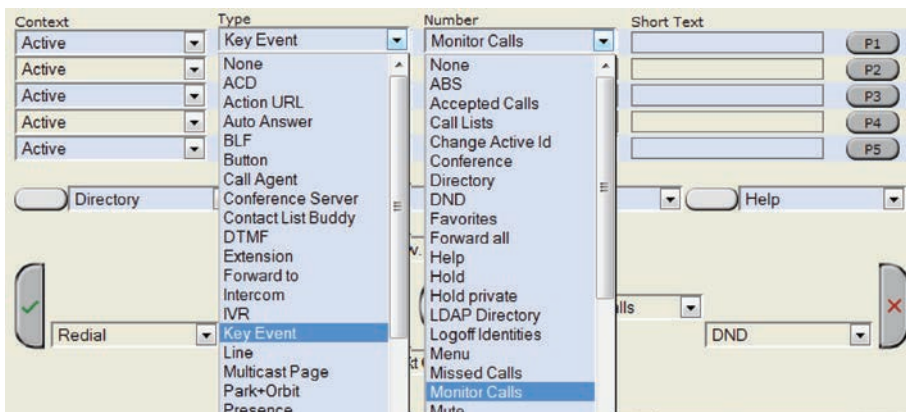 Context Type Number Short Text
Active Key Event Monitor Calls P1
Active None None P2
ACD ABS
Active Action URL Accepted Calls P3
Active Auto Answer Call Lists P4
BLF Change Active Id
Active Button Conference P5
Call Agent Directory
Directory Conference Server DND Help
Contact List Buddy Favorites
DTMF Forward all
Extension Help
Forward to Hold
Intercom Hold private
IVR LDAP Directory
Redial Key Event Logoff Identities DND
Line Menu
Multicast Page Missed Calls
Park+Orbit Monitor Calls
Presence Mute